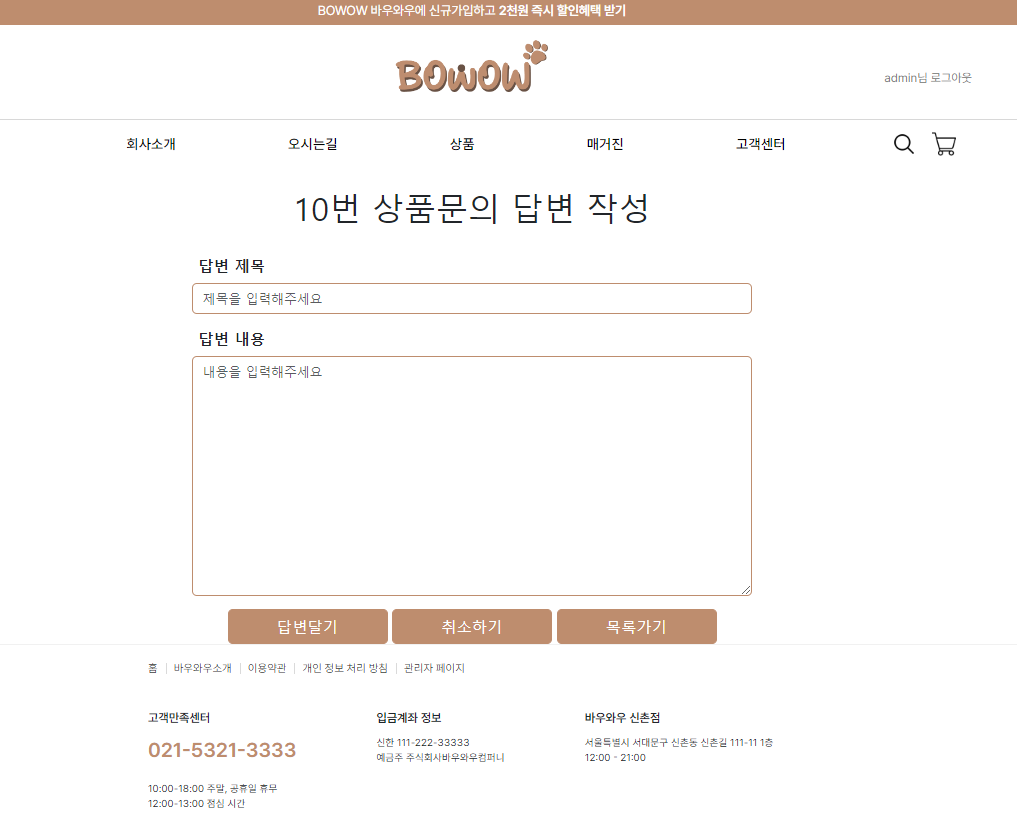 BOWOW 바우와우에 신규가입하고 2천원 즉시 할인혜택 받기
BOWOW
admin님 로그아웃
회사소개 오시는길 상품 매거진 고객센터
10번 상품문의 답변 작성
답변 제목
제목을 입력해주세요
답변 내용
내용을 입력해주세요
답변달기 취소하기 목록가기
홈 바우와우소개 이용약관 개인 정보 처리 방침 관리자 페이지
고객만족센터
021-5321-3333
10:00-18:00 주말, 공휴일 휴무
12:00-13:00 점심 시간
입금계좌 정보
신한 111-222-33333
예금주 주식회사바우와우컴퍼니
바우와우 신촌점
서울특별시 서대문구 신촌동 신촌길 111-11 1층
12:00 - 21:00